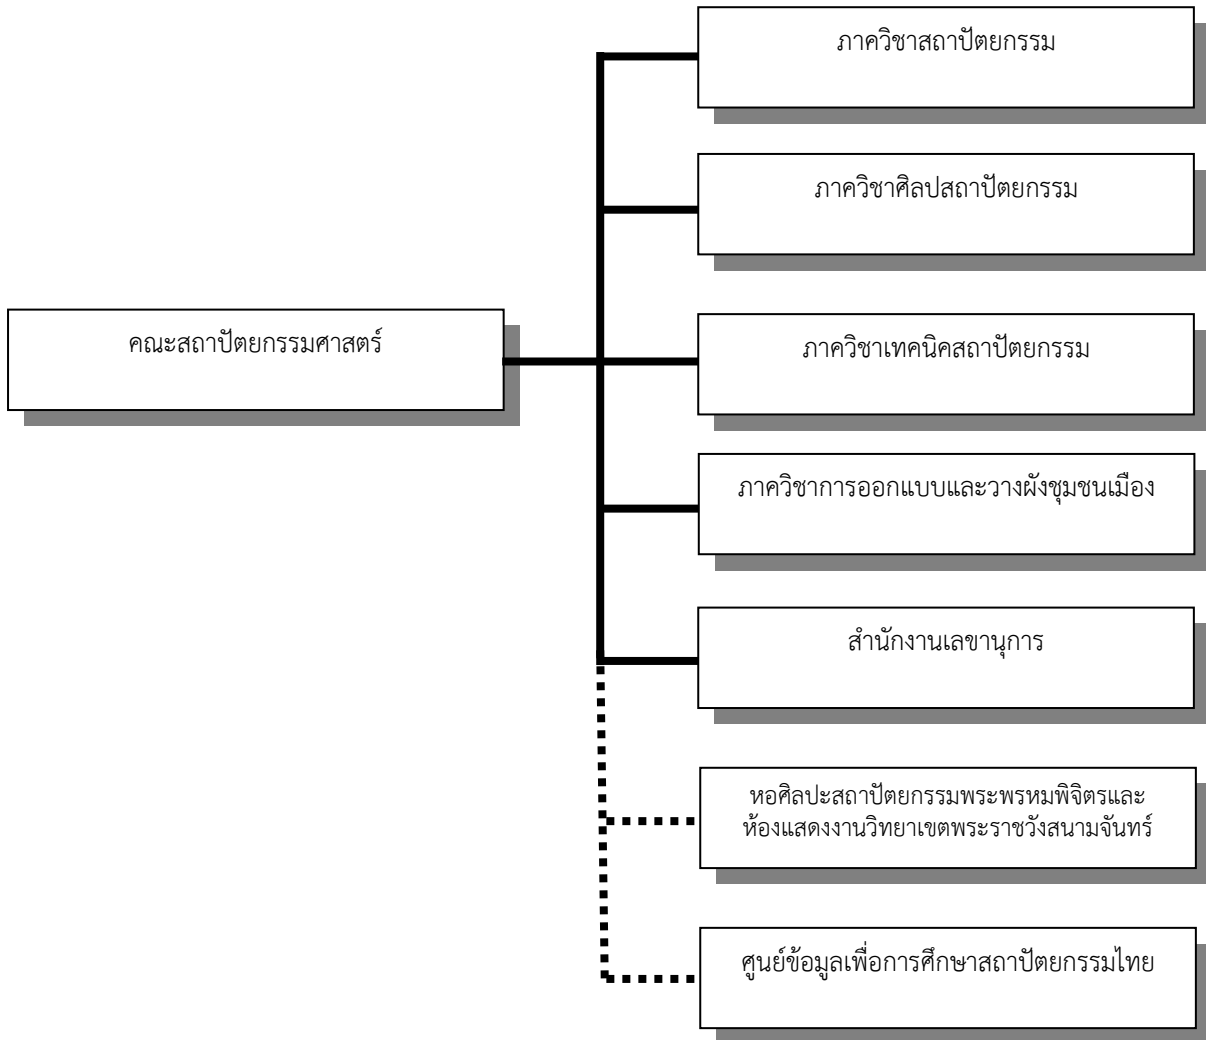 ภาควิชาสถาปัตยกรรม
ภาควิชาศิลปสถาปัตยกรรม
คณะสถาปัตยกรรมศาสตร์
ภาควิชาเทคนิคสถาปัตยกรรม
ภาควิชาการออกแบบและวางผังชุมชนเมือง
สำนักงานเลขานุการ
หอศิลปะสถาปัตยกรรมพระพรหมพิจิตรและ
ห้องแสดงงานวิทยาเขตพระราชวังสนามจันทร์
ศูนย์ข้อมูลเพื่อการศึกษาสถาปัตยกรรมไทย